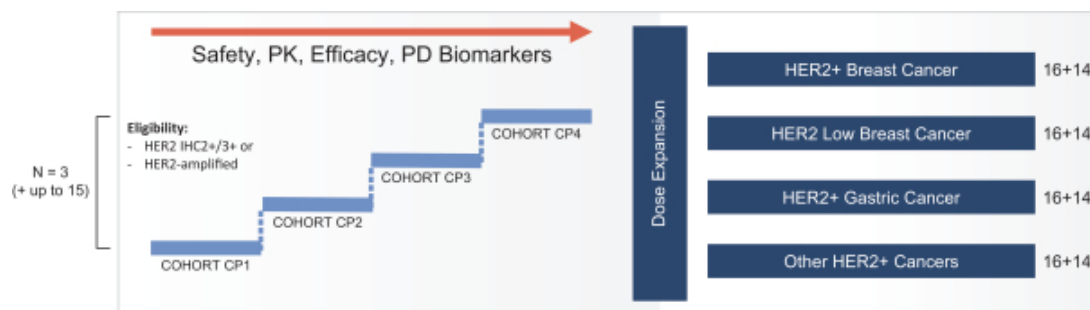 Safety, PK, Efficacy, PD Biomarkers
Eligibility:
- HER2 IHC2+/3+ or
- HER2-amplified
N = 3
(+ up to 15)
COHORT CP1
COHORT CP2
COHORT CP3
COHORT CP4
Dose Expansion
HER2+ Breast Cancer 16+14
HER2 Low Breast Cancer 16+14
HER2+ Gastric Cancer 16+14
Other HER2+ Cancers 16+14